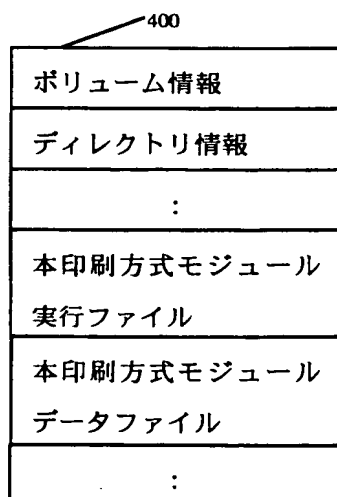 400
ボリューム情報
ディレクトリ情報
:
本印刷方式モジュール
実行ファイル
本印刷方式モジュール
データファイル
: